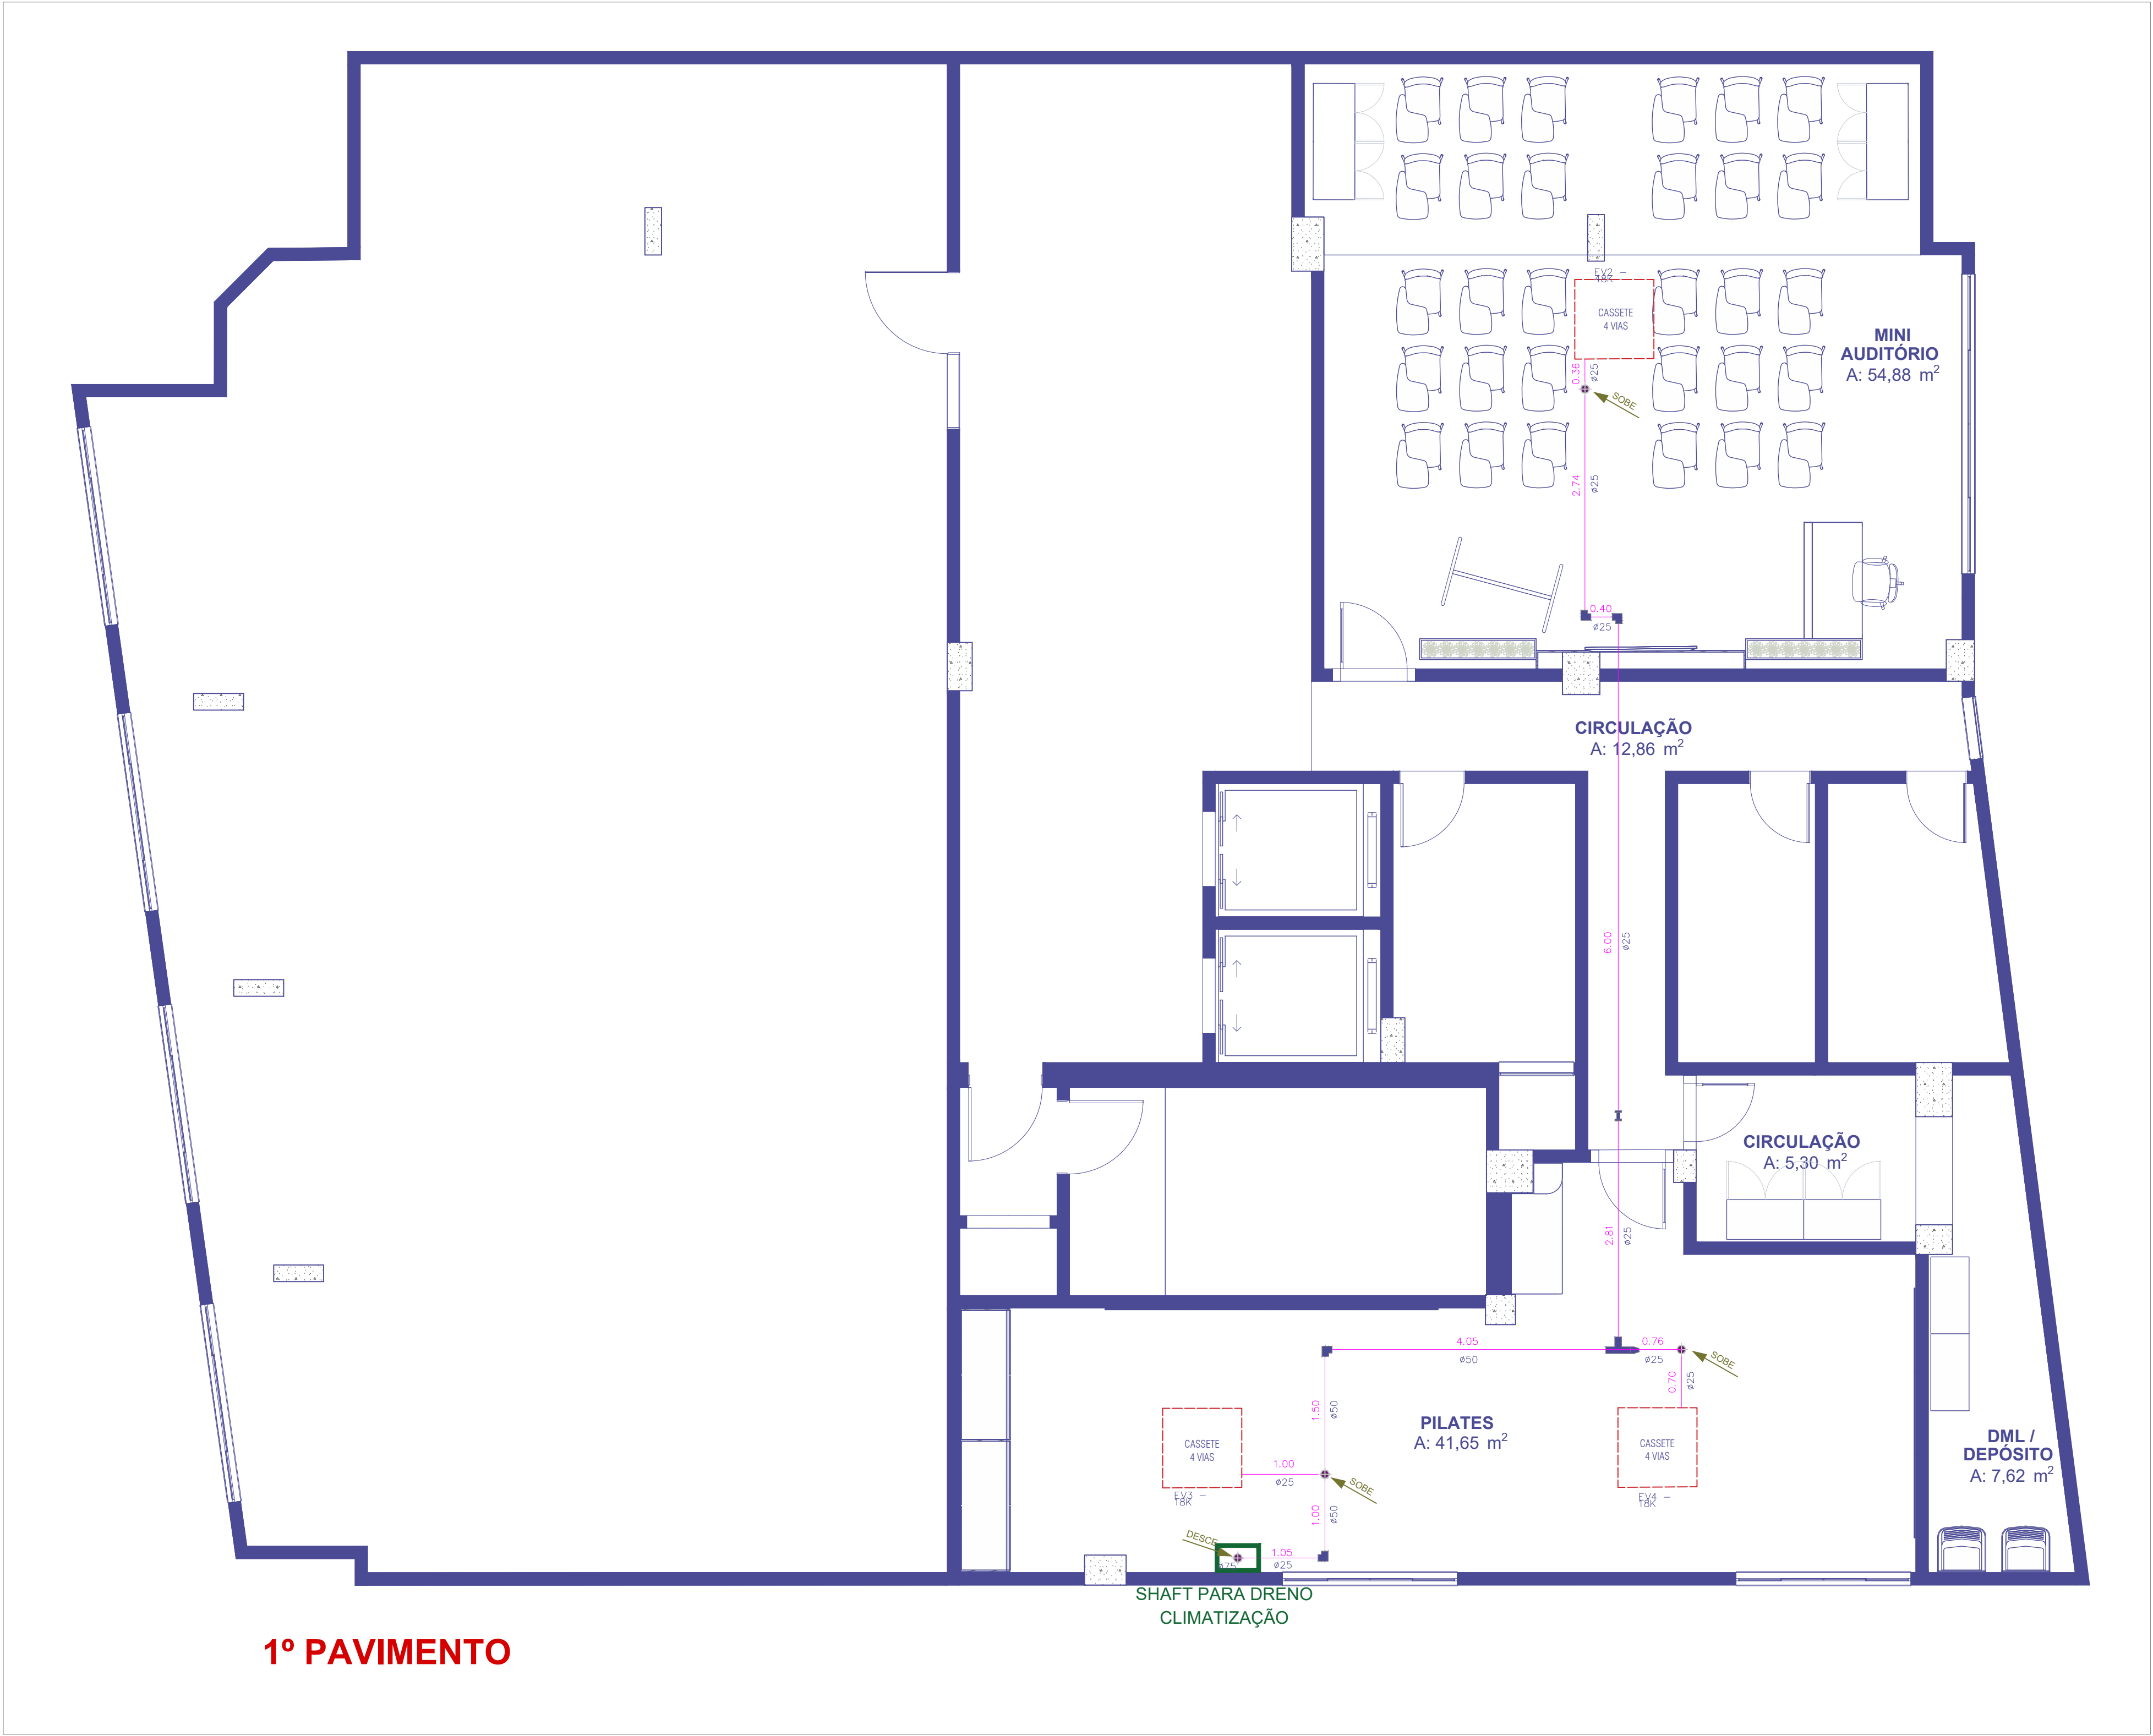 EV2 -
48K
CASSETE
4 VIAS
MINI
AUDITÓRIO
A: 54,88 m²
0.36
ø25
SOBE
2.74
ø25
0.40
ø25
CIRCULAÇÃO
A: 12,86 m²
6.00
ø25
CIRCULAÇÃO
A: 5,30 m²
2.81
ø25
4.05
ø50
0.76
ø25
SOBE
0.70
ø25
1.50
ø50
PILATES
A: 41,65 m²
CASSETE
4 VIAS
EV3 -
18K
1.00
ø25
SOBE
CASSETE
4 VIAS
EV4 -
18K
DML /
DEPÓSITO
A: 7,62 m²
1.00
ø50
DESCE
ø75
1.05
ø25
SHAFT PARA DRENO
CLIMATIZAÇÃO
1º PAVIMENTO